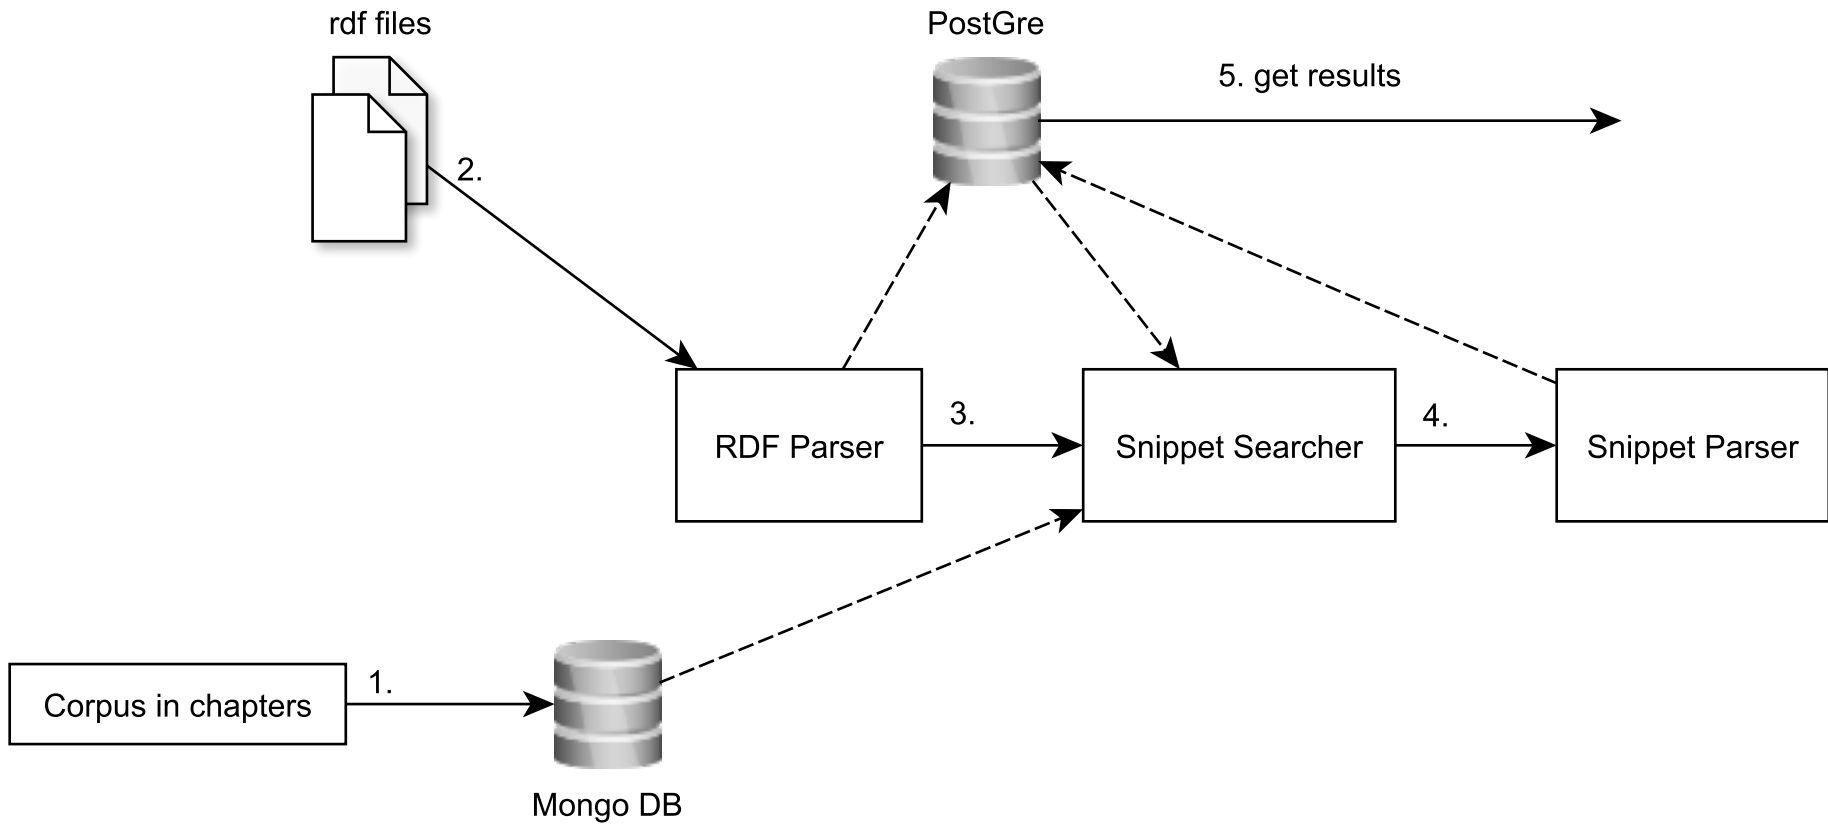 rdf files
PostGre
5. get results
2.
RDF Parser
3.
Snippet Searcher
4.
Snippet Parser
Corpus in chapters
1.
Mongo DB